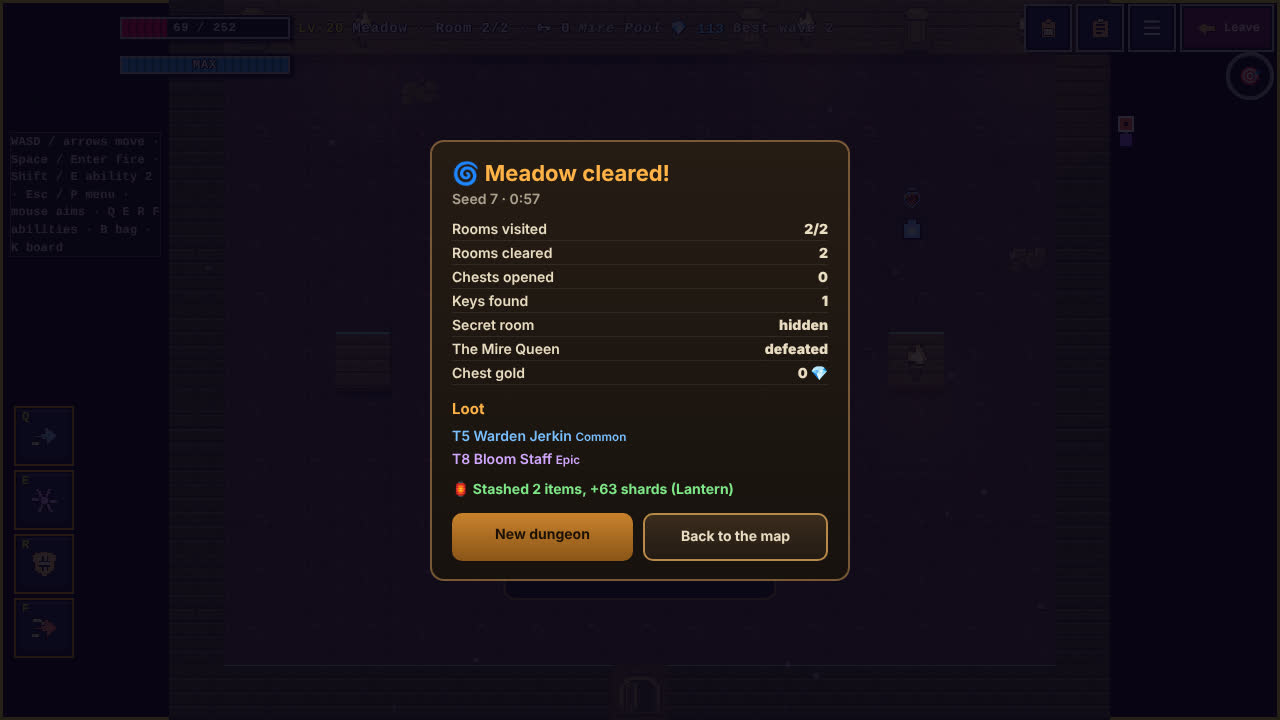 69 / 252
Lv 20 Meadow · Room 2/2 · 0 Mire Pool 💎 113 Best wave 2
Leave
MAX
WASD / arrows move ·
Space / Enter fire ·
Shift / E ability 2
· Esc / P menu ·
mouse aims · Q E R F
abilities · B bag ·
K board
🌀 Meadow cleared!
Seed 7 · 0:57
Rooms visited 2/2
Rooms cleared 2
Chests opened 0
Keys found 1
Secret room hidden
The Mire Queen defeated
Chest gold 0 💎
Loot
T5 Warden Jerkin Common
T8 Bloom Staff Epic
🏮 Stashed 2 items, +63 shards (Lantern)
New dungeon
Back to the map
Q
E
R
F